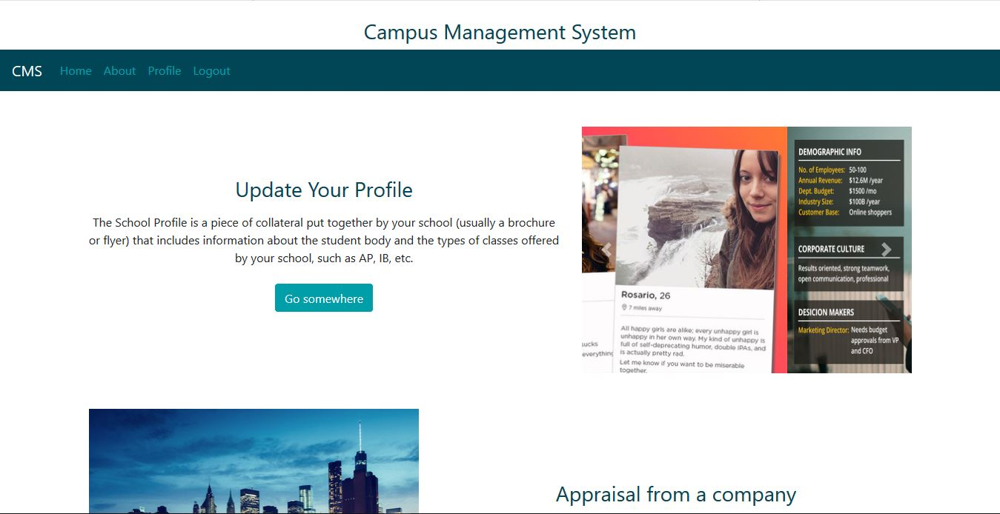 Campus Management System
CMS Home About Profile Logout
Update Your Profile
The School Profile is a piece of collateral put together by your school (usually a brochure
or flyer) that includes information about the student body and the types of classes offered
by your school, such as AP, IB, etc.
Go somewhere
sucks
everything
Rosario, 26
7 miles away
All happy girls are alike; every unhappy girl is
unhappy in her own way. My kind of unhappy is
full of self-deprecating humor, double IPAs, and
is actually pretty rad.
Let me know if you want to be miserable
together.
DEMOGRAPHIC INFO
No. of Employees: 50-100
Annual Revenue: $12.6M /year
Dept. Budget: $1500 /mo
Industry Size: $100B /year
Customer Base: Online shoppers
CORPORATE CULTURE
Results oriented, strong teamwork,
open communication, professional
DESICION MAKERS
Marketing Director: Needs budget
approvals from VP
and CFO
Appraisal from a company